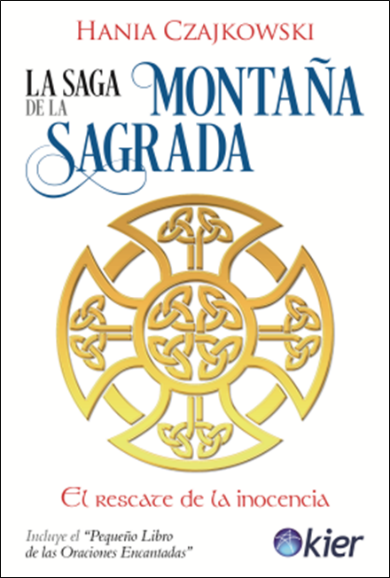 HANIA CZAJKOWSKI
LA SAGA
DE LA
MONTAÑA
SAGRADA
El rescate de la inocencia
Incluye el “Pequeño Libro
de las Oraciones Encantadas”
kier